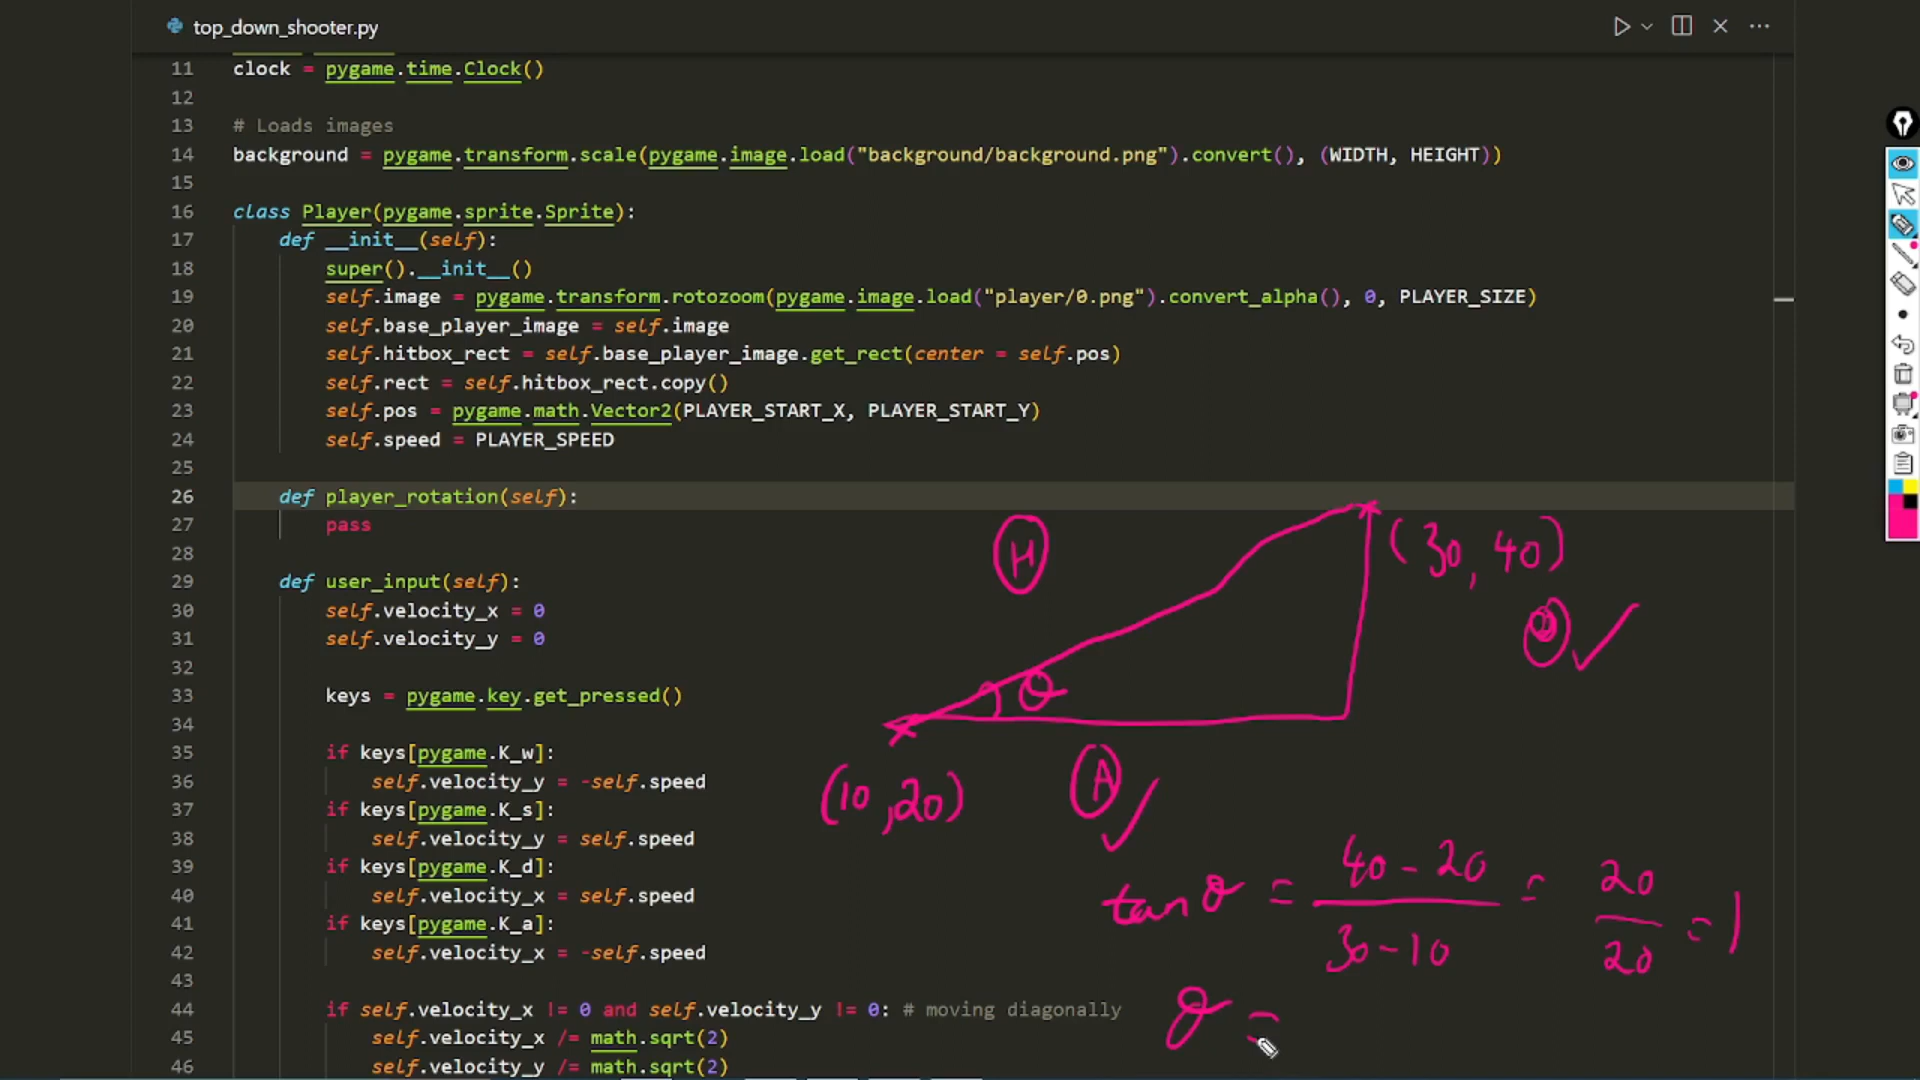 top_down_shooter.py
11 clock = pygame.time.Clock()
12
13 # Loads images
14 background = pygame.transform.scale(pygame.image.load("background/background.png").convert(), (WIDTH, HEIGHT))
15
16 class Player(pygame.sprite.Sprite):
17 def __init__(self):
18 super().__init__()
19 self.image = pygame.transform.rotozoom(pygame.image.load("player/0.png").convert_alpha(), 0, PLAYER_SIZE)
20 self.base_player_image = self.image
21 self.hitbox_rect = self.base_player_image.get_rect(center = self.pos)
22 self.rect = self.hitbox_rect.copy()
23 self.pos = pygame.math.Vector2(PLAYER_START_X, PLAYER_START_Y)
24 self.speed = PLAYER_SPEED
25
26 def player_rotation(self):
27 pass
28
29 def user_input(self):
30 self.velocity_x = 0
31 self.velocity_y = 0
32
33 keys = pygame.key.get_pressed()
34
35 if keys[pygame.K_w]:
36 self.velocity_y = -self.speed
37 if keys[pygame.K_s]:
38 self.velocity_y = self.speed
39 if keys[pygame.K_d]:
40 self.velocity_x = self.speed
41 if keys[pygame.K_a]:
42 self.velocity_x = -self.speed
43
44 if self.velocity_x != 0 and self.velocity_y != 0: # moving diagonally
45 self.velocity_x /= math.sqrt(2)
46 self.velocity_y /= math.sqrt(2)
H
(30, 40)
O
θ
(10, 20)
A
tan θ = 40 - 20 / 30 - 10 = 20 / 20 = 1
θ =